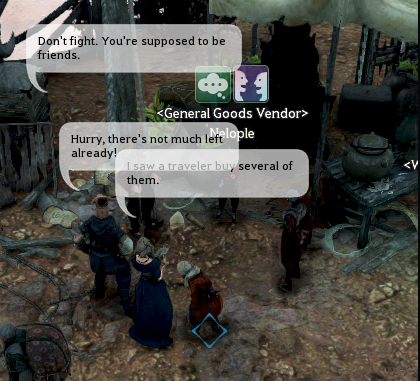 Don't fight. You're supposed to be
friends.
<General Goods Vendor>
Nelople
Hurry, there's not much left
already!
I saw a traveler buy several of
them.